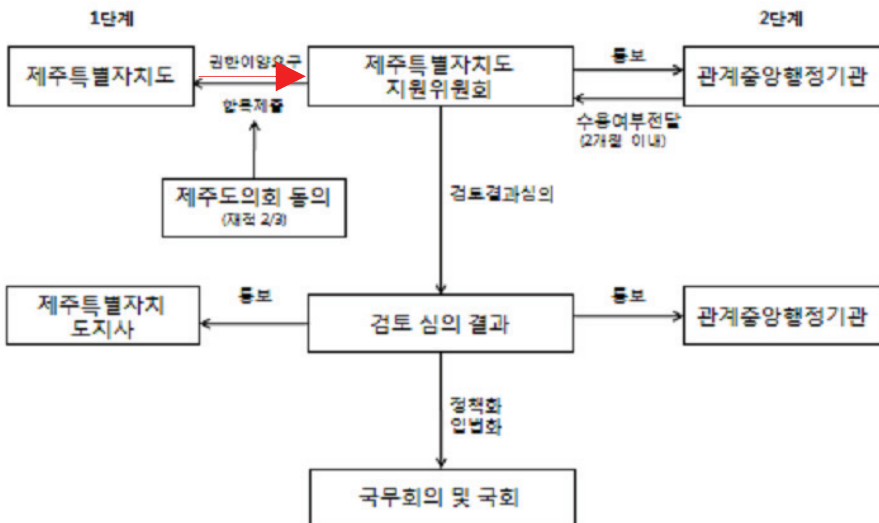 1단계
2단계
제주특별자치도
권한이양요구
제주특별자치도
지원위원회
통보
관계중앙행정기관
항목제출
수용여부전달
(2개월 이내)
제주도의회 동의
(재적 2/3)
검토결과심의
제주특별자치
도지사
통보
검토 심의 결과
통보
관계중앙행정기관
정책화
입법화
국무회의 및 국회